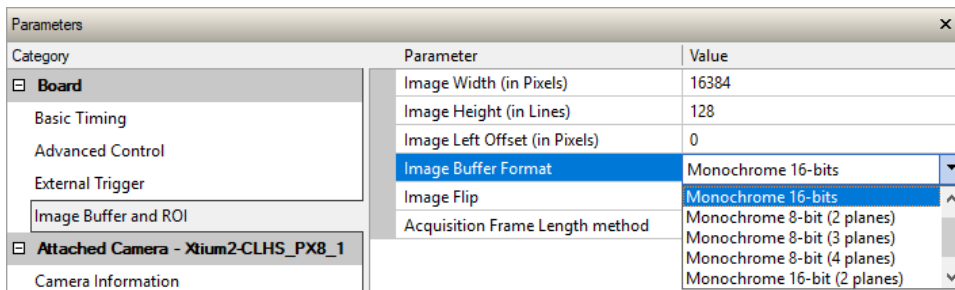 Parameters
Category
Parameter
Value
Board
Basic Timing
Advanced Control
External Trigger
Image Buffer and ROI
Attached Camera - Xtium2-CLHS_PX8_1
Camera Information
Image Width (in Pixels) 16384
Image Height (in Lines) 128
Image Left Offset (in Pixels) 0
Image Buffer Format Monochrome 16-bits
Image Flip
Acquisition Frame Length method
Monochrome 16-bits
Monochrome 8-bit (2 planes)
Monochrome 8-bit (3 planes)
Monochrome 8-bit (4 planes)
Monochrome 16-bit (2 planes)